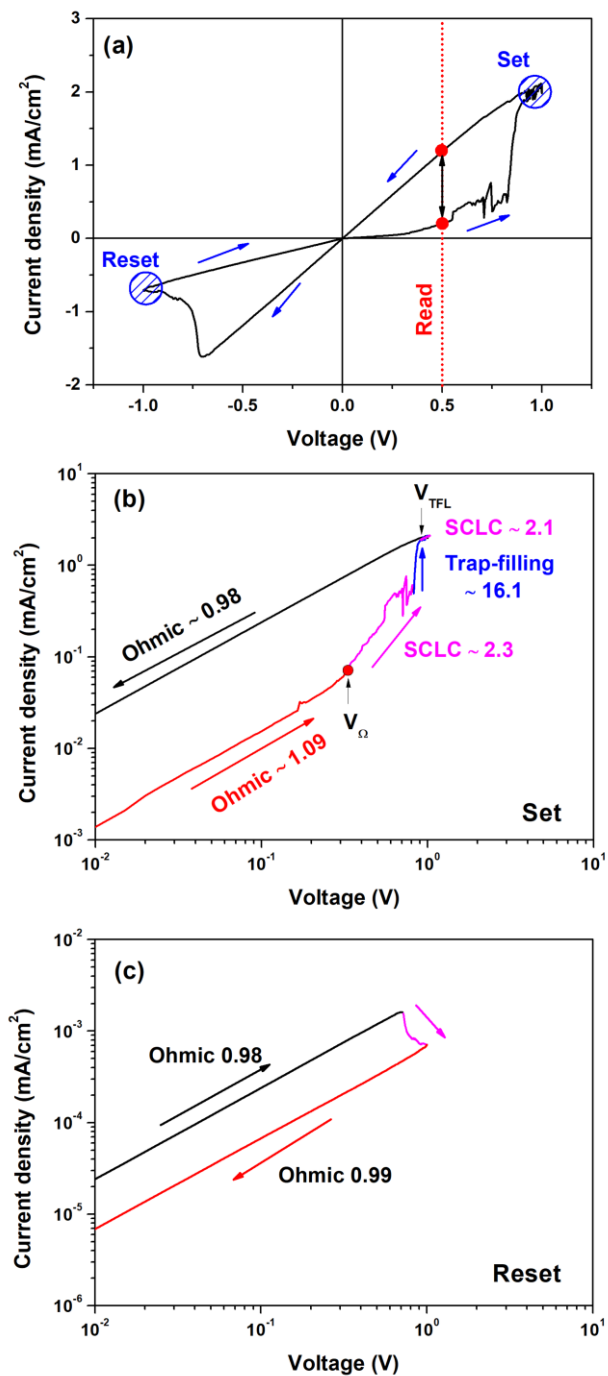 (a)
Set
Reset
Read
Current density (mA/cm²)
3
2
1
0
-1
-2
-1.0 -0.5 0.0 0.5 1.0
Voltage (V)
(b)
V_TFL
SCLC ~ 2.1
Trap-filling
~ 16.1
SCLC ~ 2.3
Ohmic ~ 0.98
V_Ω
Ohmic ~ 1.09
Set
Current density (mA/cm²)
10¹
10⁰
10⁻¹
10⁻²
10⁻³
10⁻² 10⁻¹ 10⁰ 10¹
Voltage (V)
(c)
Ohmic 0.98
Ohmic 0.99
Reset
Current density (mA/cm²)
10⁻²
10⁻³
10⁻⁴
10⁻⁵
10⁻⁶
10⁻² 10⁻¹ 10⁰ 10¹
Voltage (V)